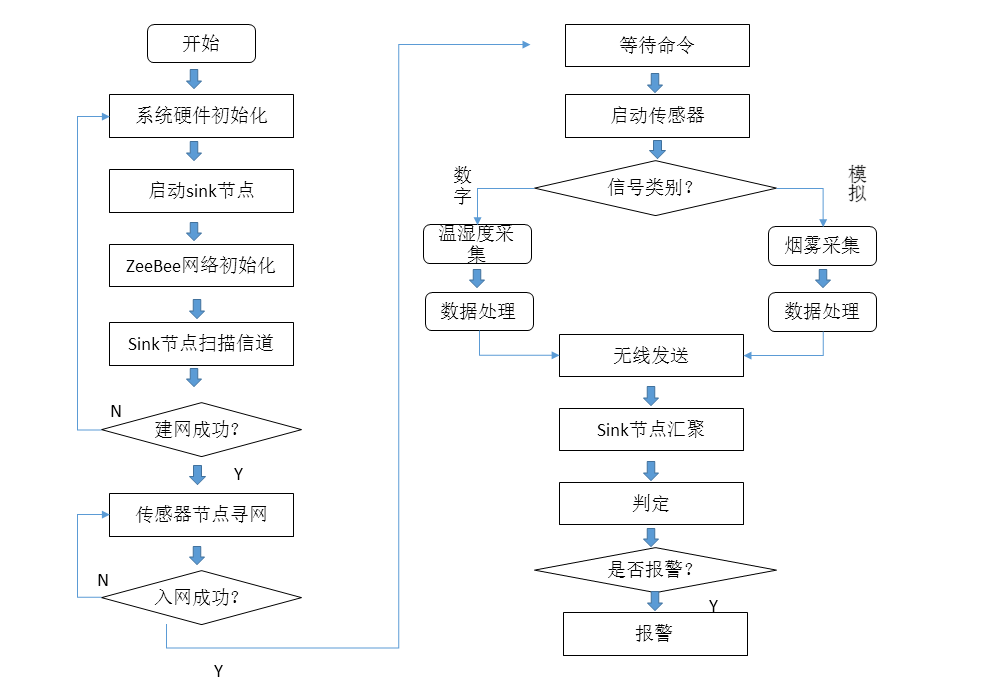 开始
系统硬件初始化
启动sink节点
ZeeBee网络初始化
Sink节点扫描信道
N
建网成功?
Y
传感器节点寻网
N
入网成功?
Y
等待命令
启动传感器
数
字
信号类别?
模
拟
温湿度采
集
烟雾采集
数据处理
数据处理
无线发送
Sink节点汇聚
判定
是否报警?
Y
报警